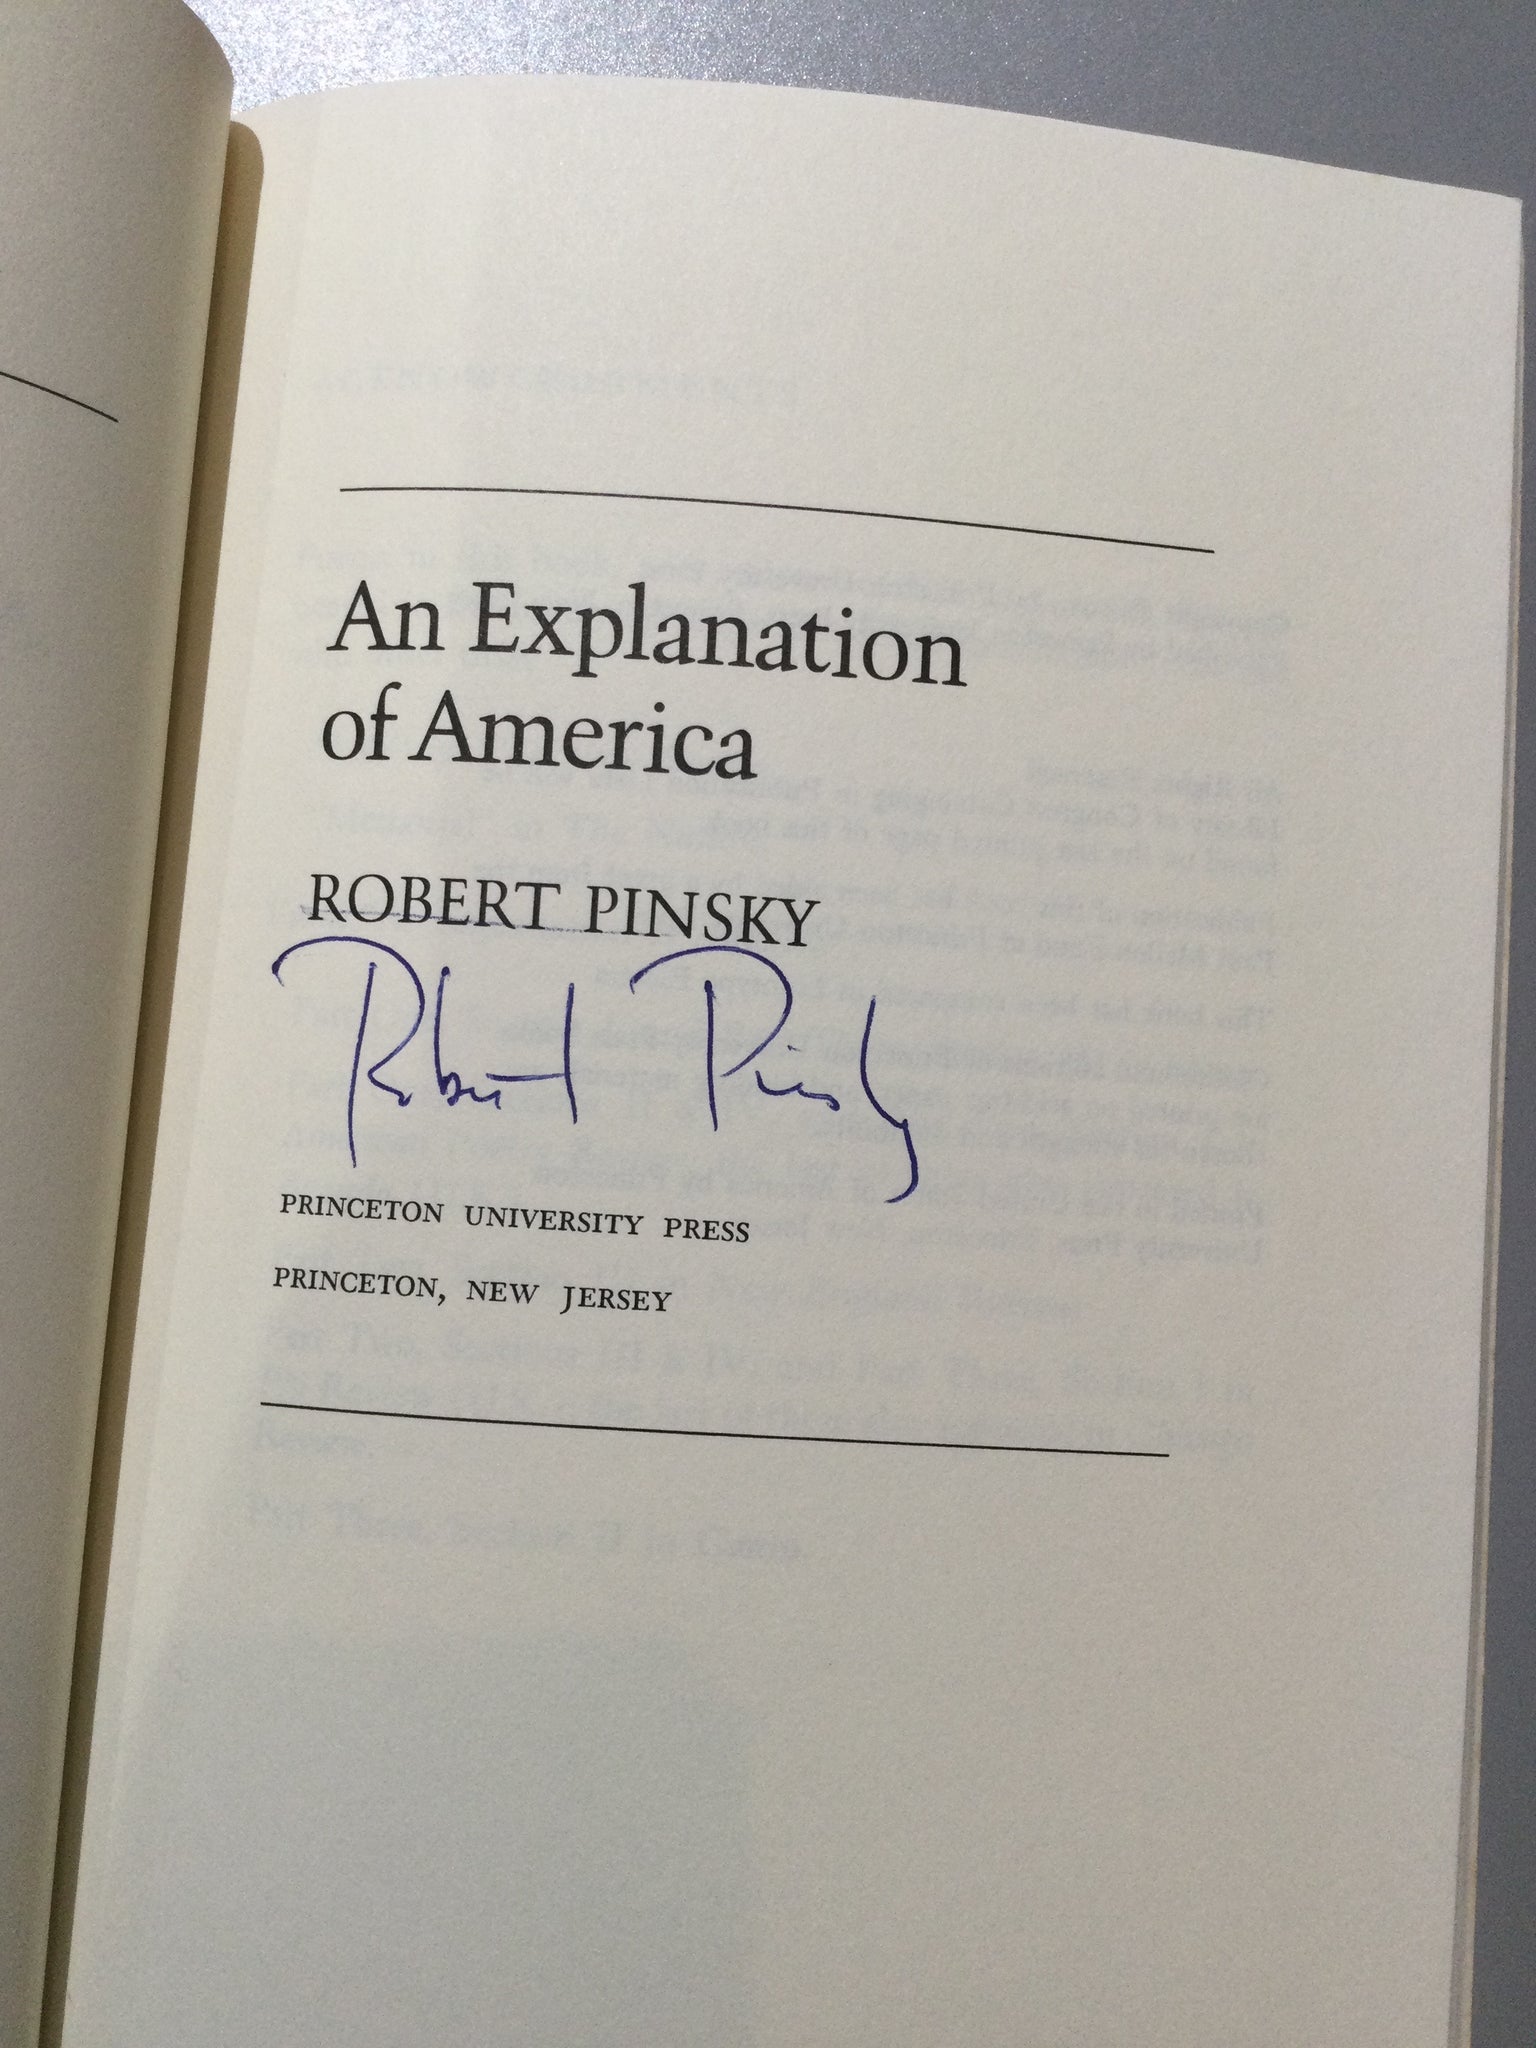 An Explanation
of America
ROBERT PINSKY
Robert Pinsky
PRINCETON UNIVERSITY PRESS
PRINCETON, NEW JERSEY